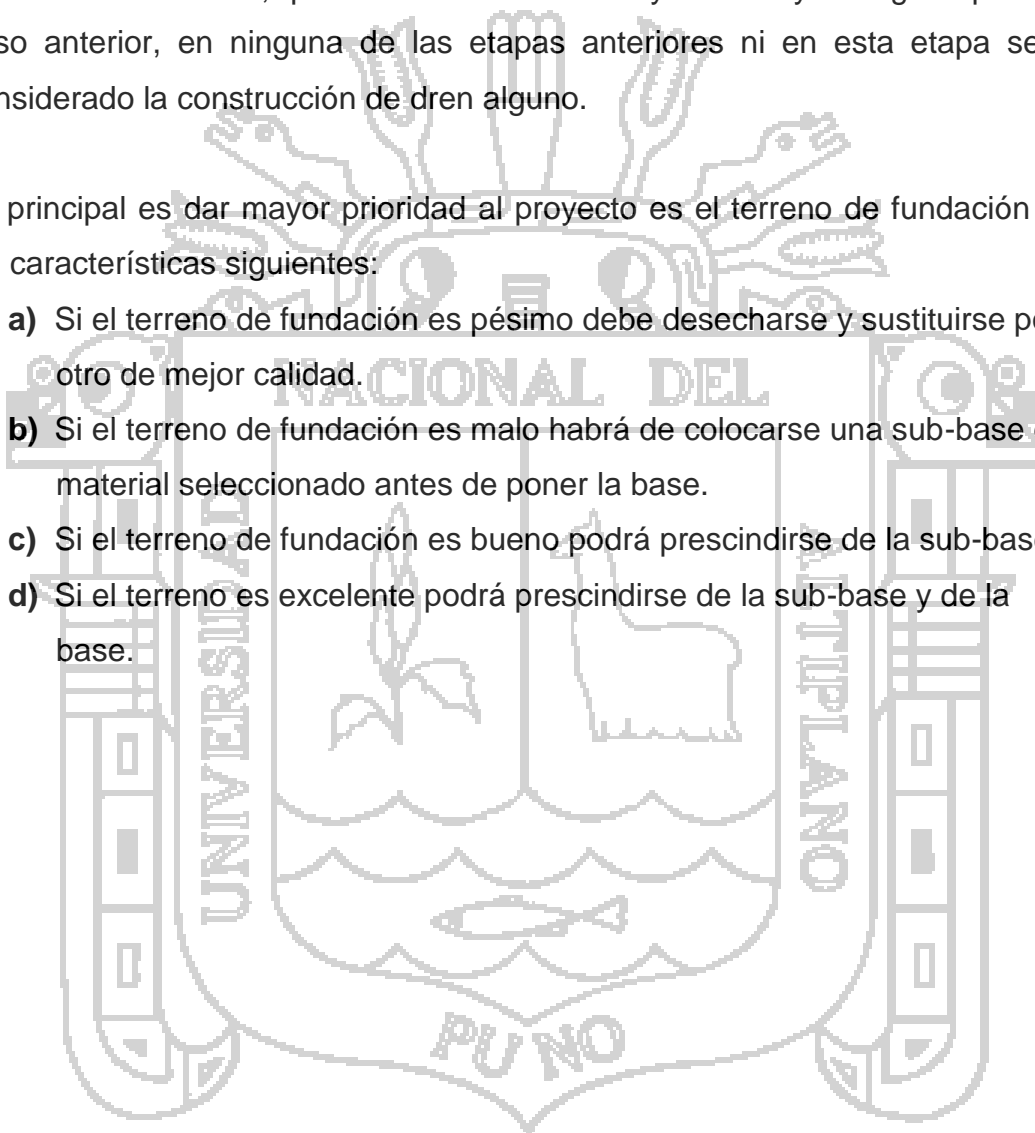 so anterior, en ninguna de las etapas anteriores ni en esta etapa se
nsiderado la construcción de dren alguno.
principal es dar mayor prioridad al proyecto es el terreno de fundación
características siguientes:
a) Si el terreno de fundación es pésimo debe desecharse y sustituirse p
otro de mejor calidad.
b) Si el terreno de fundación es malo habrá de colocarse una sub-base
material seleccionado antes de poner la base.
c) Si el terreno de fundación es bueno podrá prescindirse de la sub-bas
d) Si el terreno es excelente podrá prescindirse de la sub-base y de la
base.
NACIONAL DEL
UNIVERSIDAD
ALTIPLANO
PUNO